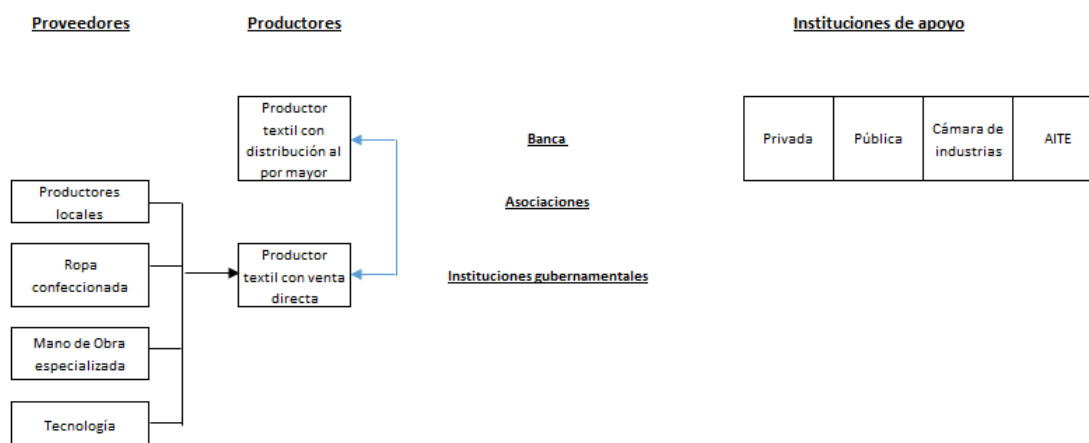 Proveedores
Productores
Instituciones de apoyo
Productor
textil con
distribución al
por mayor
Banca
Privada
Pública
Cámara de
industrias
AITE
Productores
locales
Asociaciones
Ropa
confeccionada
Productor
textil con venta
directa
Instituciones gubernamentales
Mano de Obra
especializada
Tecnología